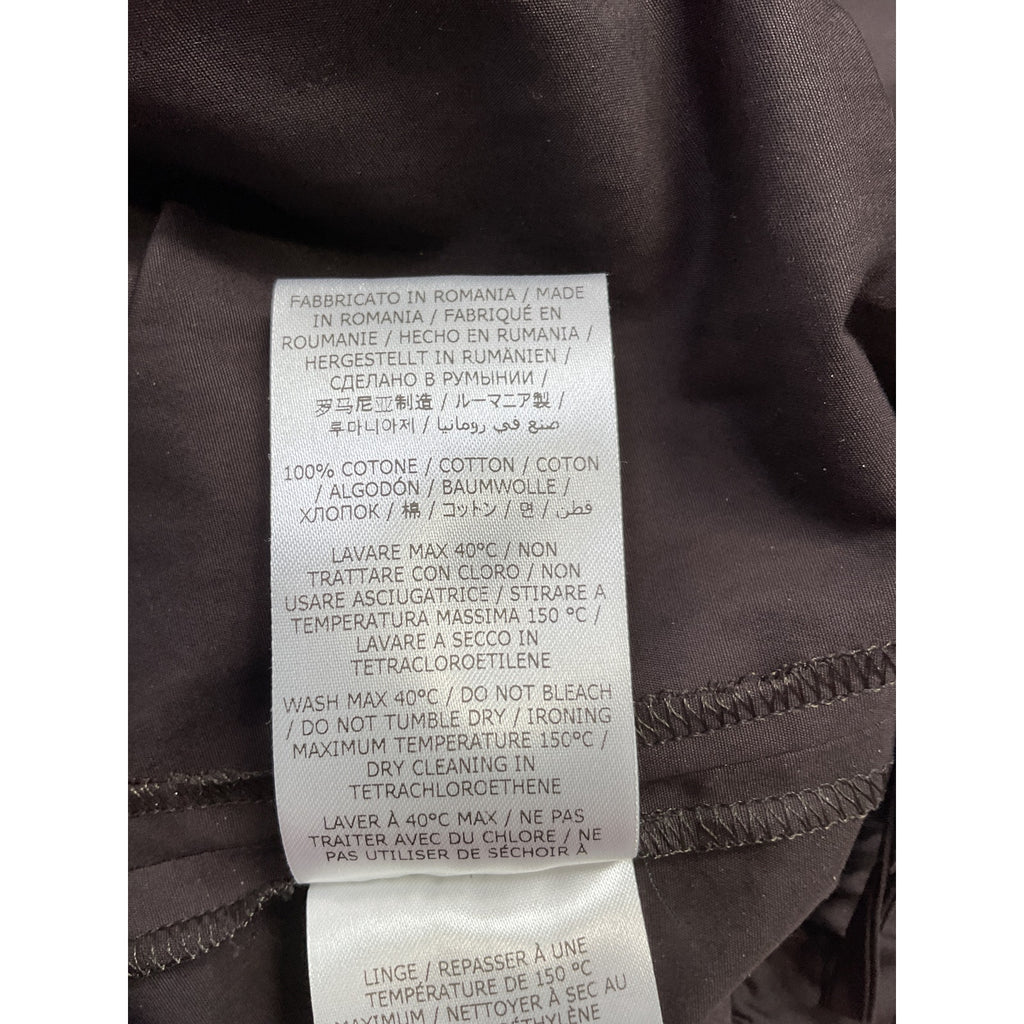 FABBRICATO IN ROMANIA / MADE
IN ROMANIA / FABRIQUÉ EN
ROUMANIE / HECHO EN RUMANIA /
HERGESTELLT IN RUMÄNIEN /
СДЕЛАНО В РУМЫНИИ /
罗马尼亚制造 / ルーマニア製 /
루마니아제 / صنع في رومانيا
100% COTONE / COTTON / COTON
/ ALGODÓN / BAUMWOLLE /
ХЛОПОК / 棉 / コットン / 면 / قطن
LAVARE MAX 40°C / NON
TRATTARE CON CLORO / NON
USARE ASCIUGATRICE / STIRARE A
TEMPERATURA MASSIMA 150 °C /
LAVARE A SECCO IN
TETRACLOROETILENE
WASH MAX 40°C / DO NOT BLEACH
/ DO NOT TUMBLE DRY / IRONING
MAXIMUM TEMPERATURE 150°C /
DRY CLEANING IN
TETRACHLOROETHENE
LAVER À 40°C MAX / NE PAS
TRAITER AVEC DU CHLORE / NE
PAS UTILISER DE SÉCHOIR À
LINGE / REPASSER À UNE
TEMPÉRATURE DE 150 °C
MAXIMUM / NETTOYER À SEC AU